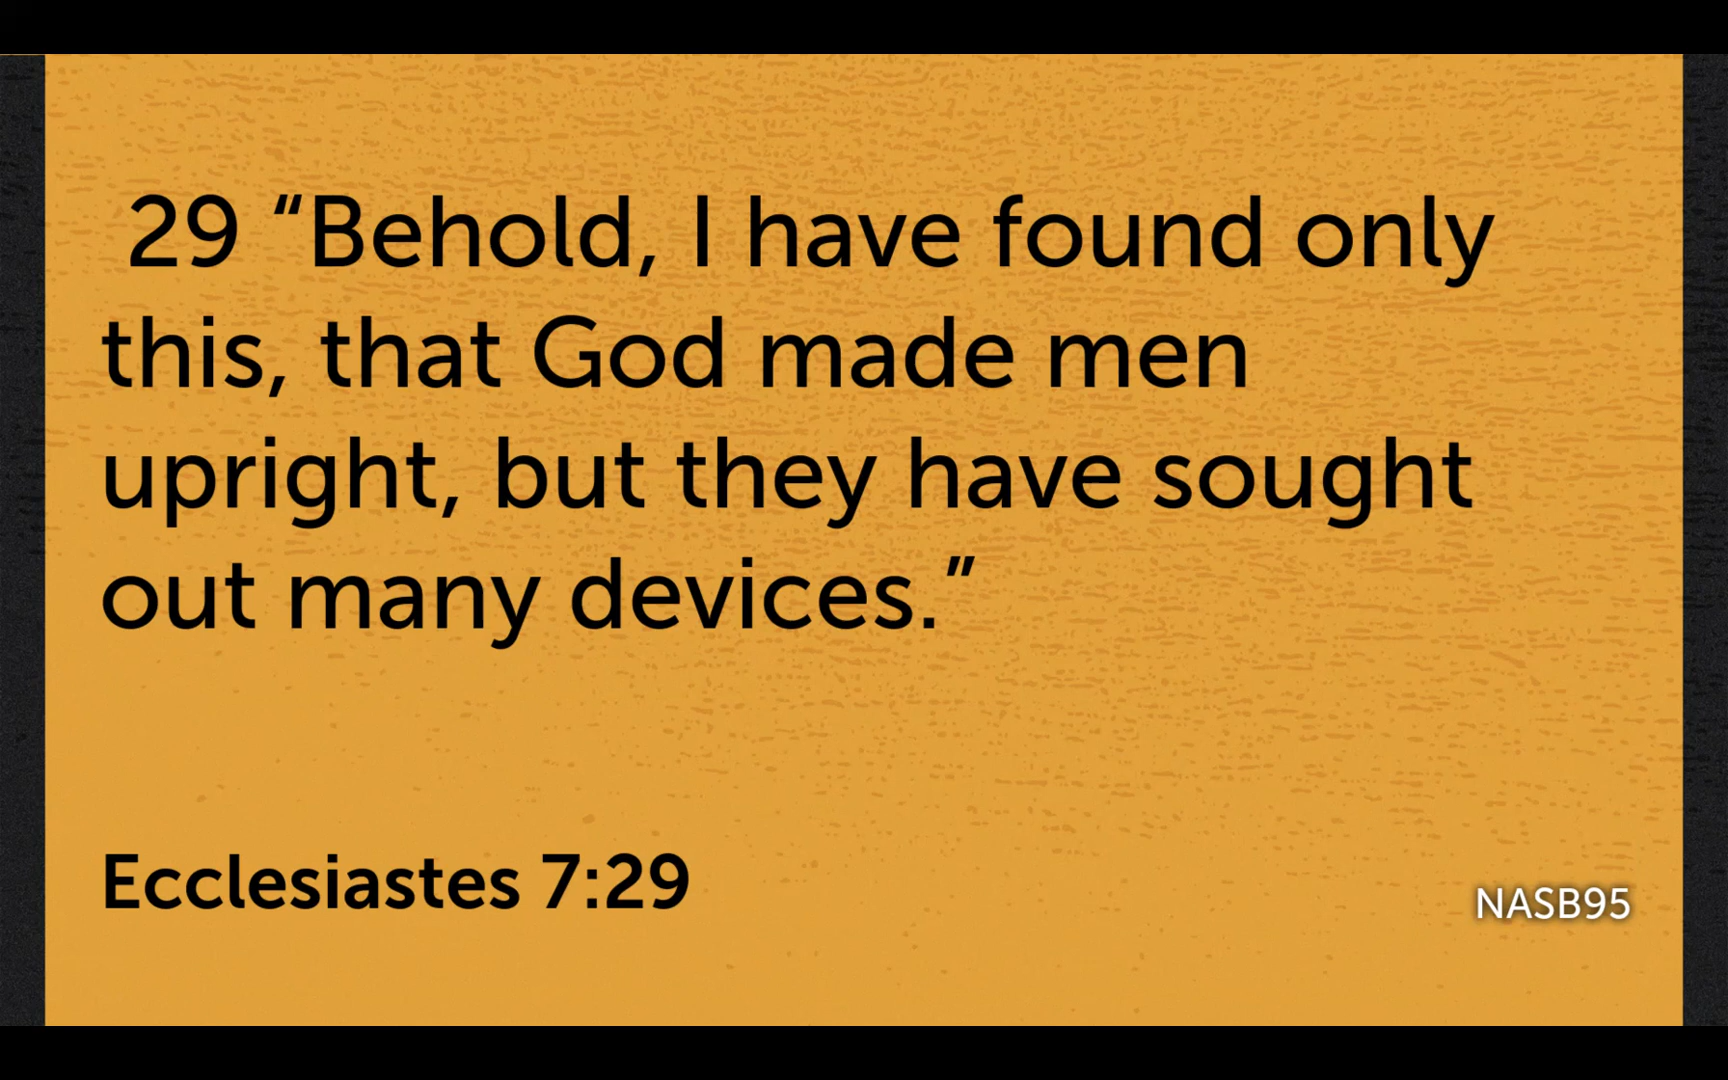 29 “Behold, I have found only
this, that God made men
upright, but they have sought
out many devices.”
Ecclesiastes 7:29
NASB95